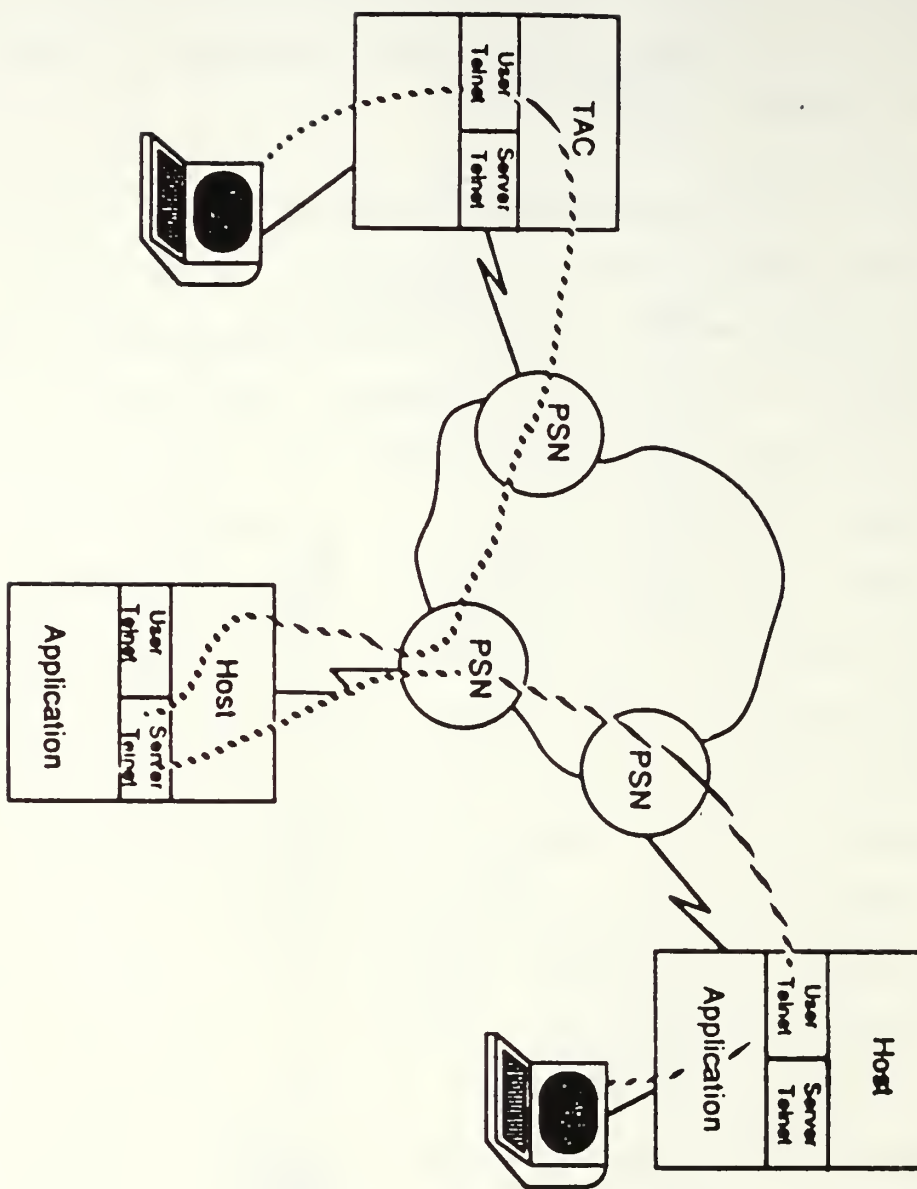 TAC
User
Telnet
Server
Telnet
PSN
PSN
PSN
Host
User
Telnet
Server
Telnet
Application
Host
User
Telnet
Server
Telnet
Application